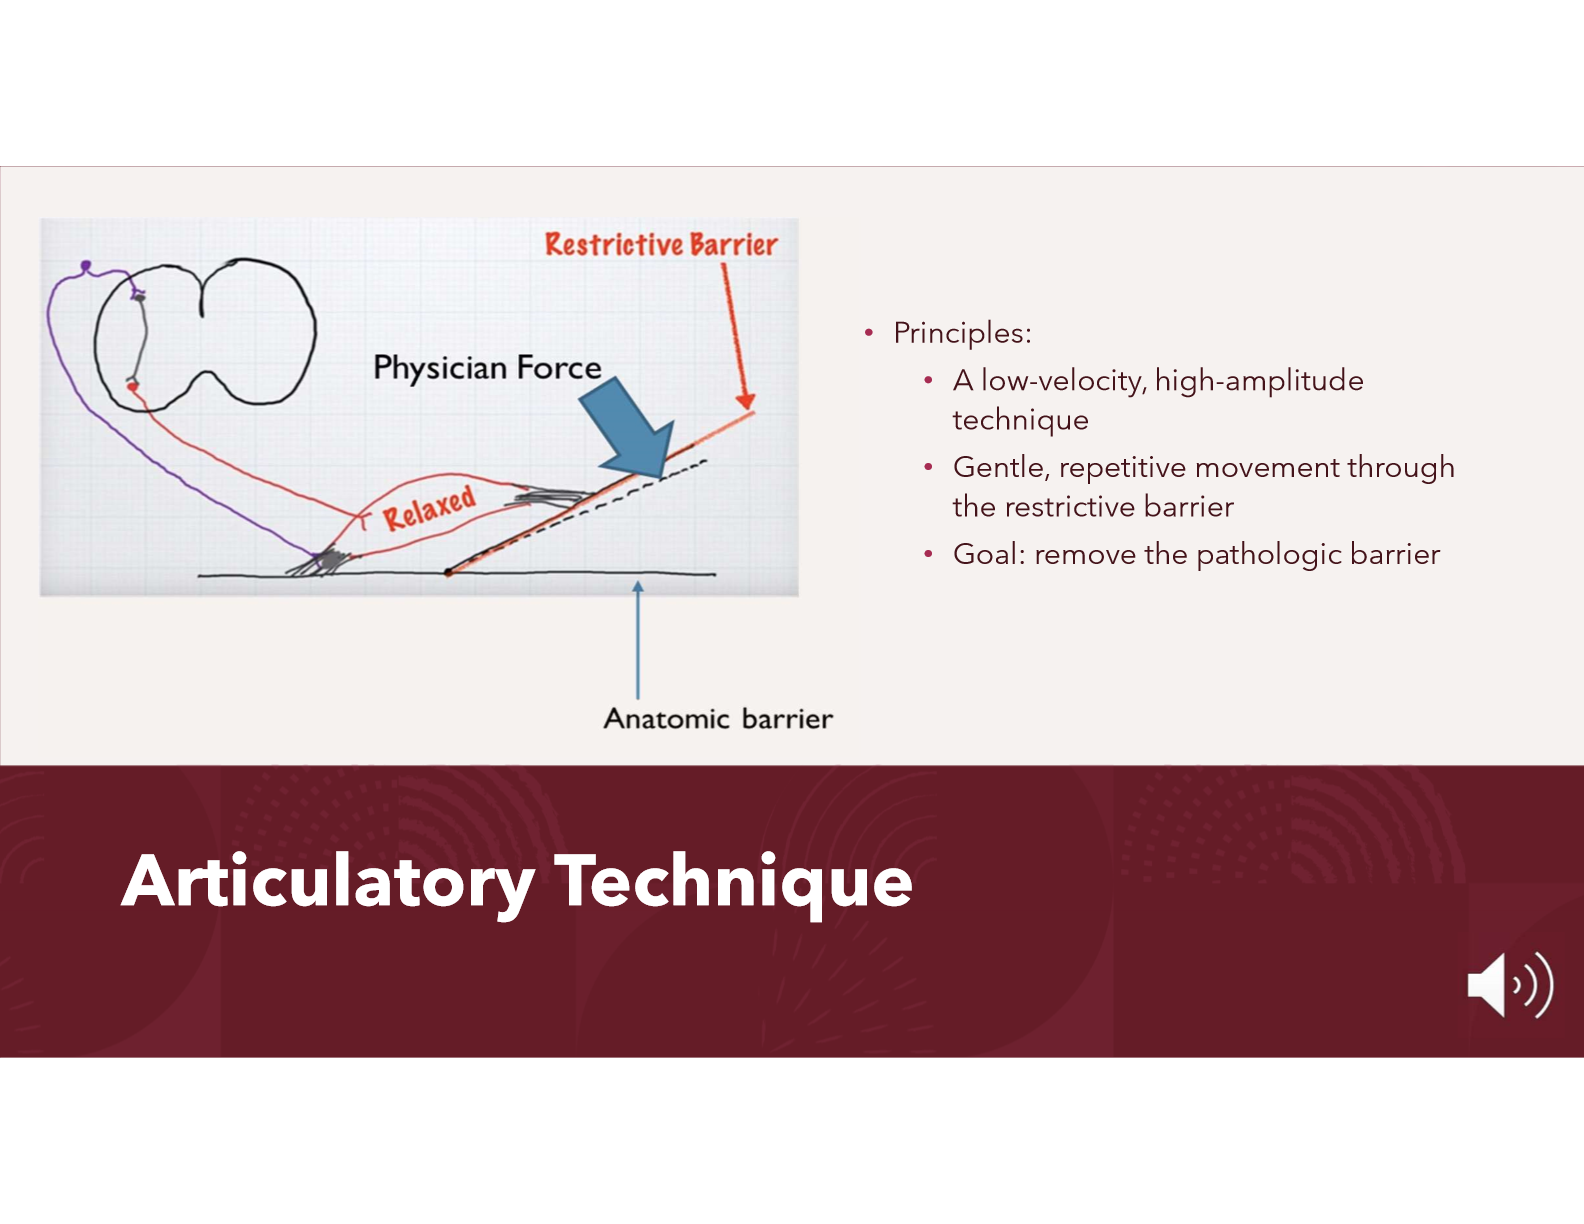 Restrictive Barrier
Physician Force
Relaxed
Anatomic barrier
• Principles:
• A low-velocity, high-amplitude
technique
• Gentle, repetitive movement through
the restrictive barrier
• Goal: remove the pathologic barrier
Articulatory Technique